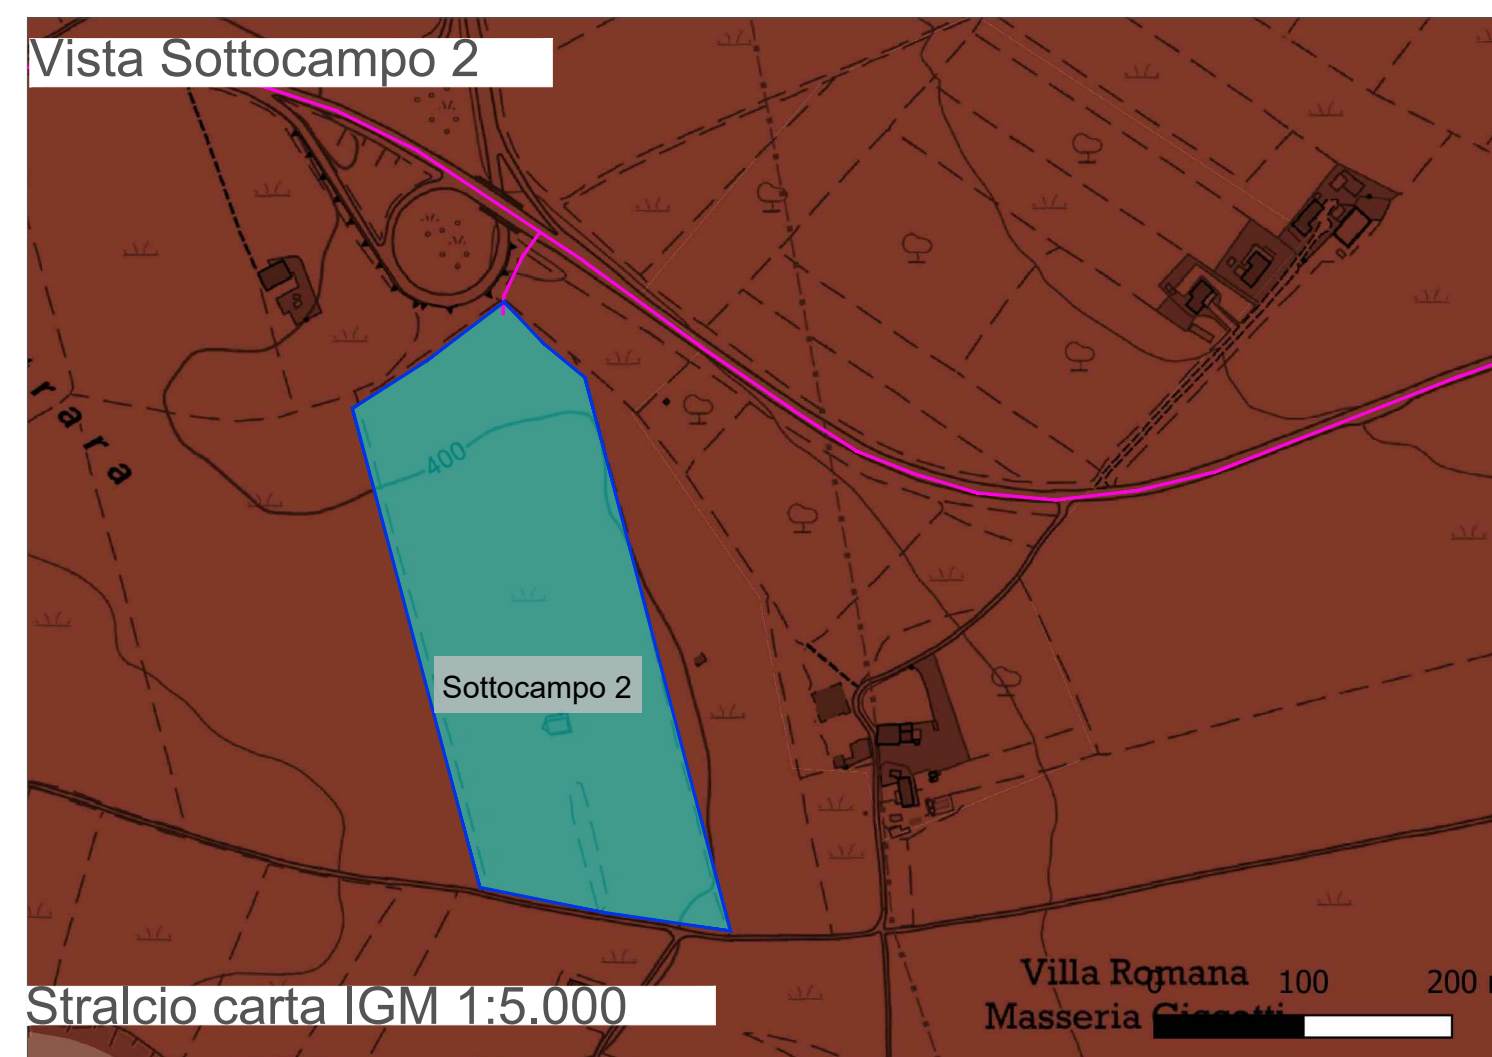 Vista Sottocampo 2
rara
400
Sottocampo 2
Villa Romana
0 100 200
Masseria
Stralcio carta IGM 1:5.000